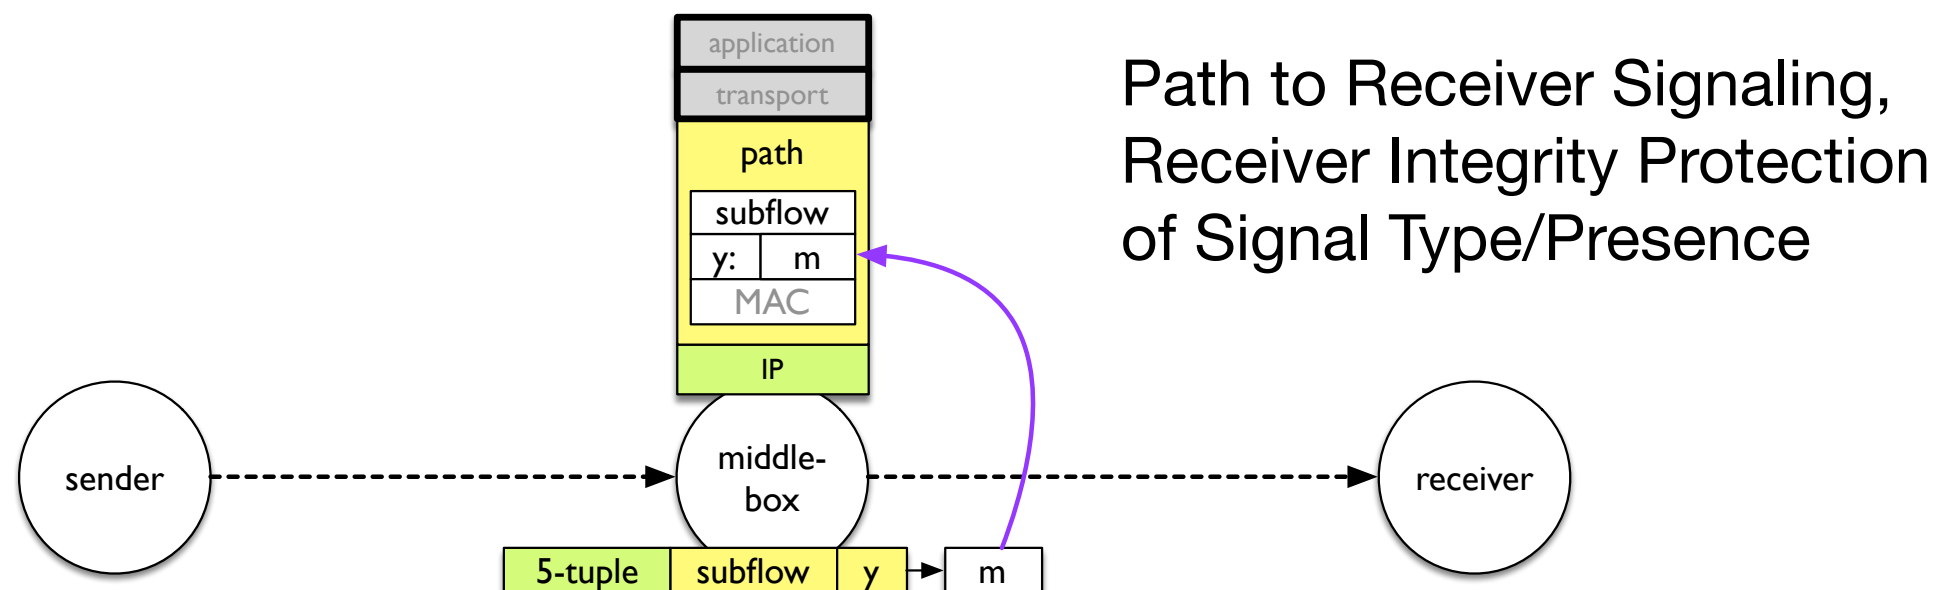 application
transport
path
subflow
y: m
MAC
IP
Path to Receiver Signaling,
Receiver Integrity Protection
of Signal Type/Presence
sender
middle-
box
receiver
5-tuple subflow y m